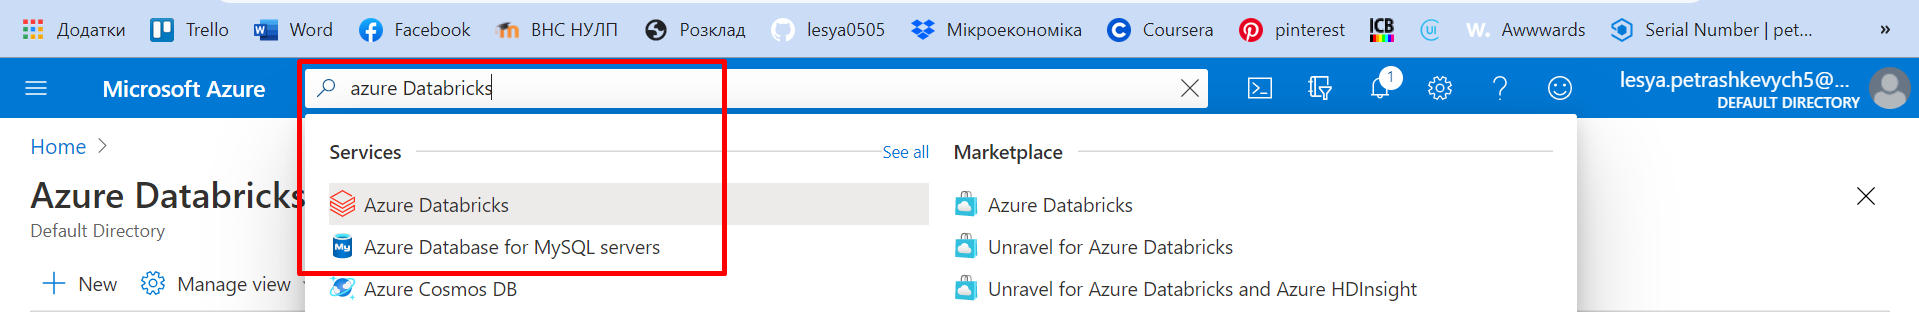 Додатки Trello Word Facebook ВНС НУЛП Розклад lesya0505 Мікроекономіка Coursera pinterest ICB CU W. Awwwards Serial Number | pet... »
Microsoft Azure azure Databricks 1 lesya.petrashkevych5@...
DEFAULT DIRECTORY
Home >
Azure Databricks
Default Directory
+ New Manage view
Services See all
Azure Databricks
My Azure Database for MySQL servers
Azure Cosmos DB
Marketplace
Azure Databricks
Unravel for Azure Databricks
Unravel for Azure Databricks and Azure HDInsight